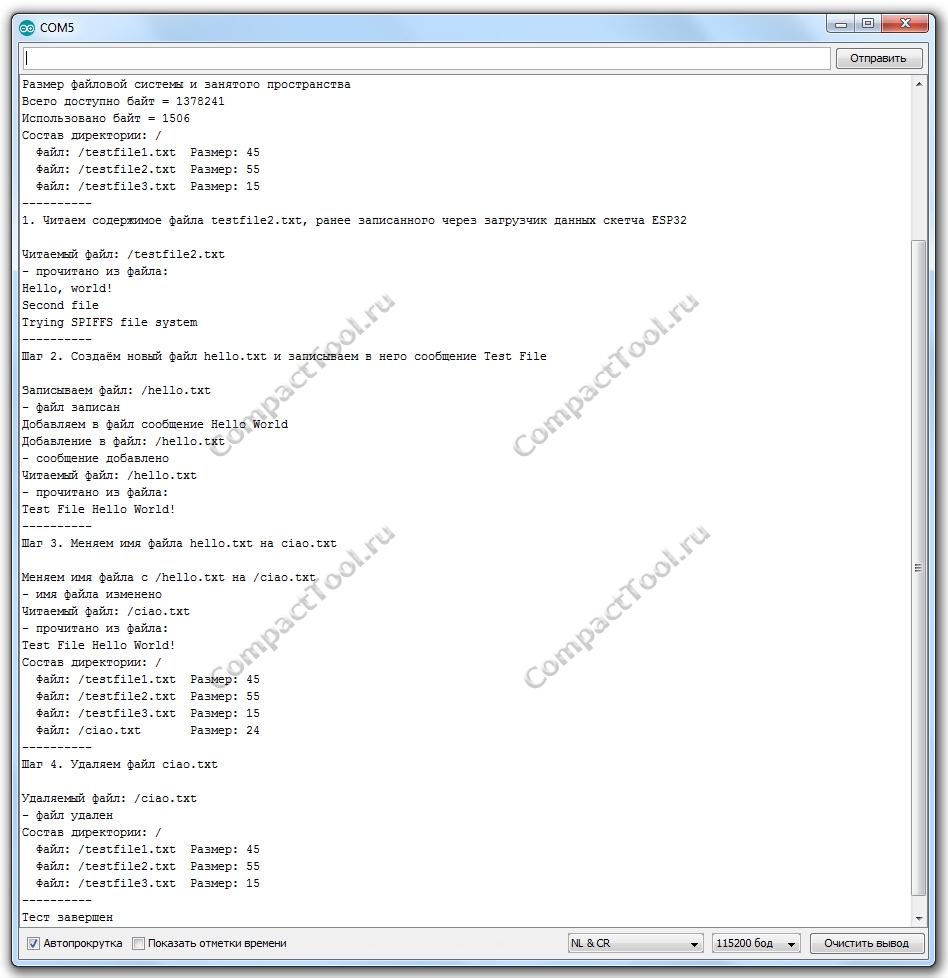 COM5
Отправить
Размер файловой системы и занятого пространства
Всего доступно байт = 1378241
Использовано байт = 1506
Состав директории: /
Файл: /testfile1.txt Размер: 45
Файл: /testfile2.txt Размер: 55
Файл: /testfile3.txt Размер: 15
----------
1. Читаем содержимое файла testfile2.txt, ранее записанного через загрузчик данных скетча ESP32
Читаемый файл: /testfile2.txt
- прочитано из файла:
Hello, world!
Second file
Trying SPIFFS file system
----------
Шаг 2. Создаём новый файл hello.txt и записываем в него сообщение Test File
Записываем файл: /hello.txt
- файл записан
Добавляем в файл сообщение Hello World
Добавление в файл: /hello.txt
- сообщение добавлено
Читаемый файл: /hello.txt
- прочитано из файла:
Test File Hello World!
----------
Шаг 3. Меняем имя файла hello.txt на ciao.txt
Меняем имя файла с /hello.txt на /ciao.txt
- имя файла изменено
Читаемый файл: /ciao.txt
- прочитано из файла:
Test File Hello World!
Состав директории: /
Файл: /testfile1.txt Размер: 45
Файл: /testfile2.txt Размер: 55
Файл: /testfile3.txt Размер: 15
Файл: /ciao.txt Размер: 24
----------
Шаг 4. Удаляем файл ciao.txt
Удаляемый файл: /ciao.txt
- файл удален
Состав директории: /
Файл: /testfile1.txt Размер: 45
Файл: /testfile2.txt Размер: 55
Файл: /testfile3.txt Размер: 15
----------
Тест завершен
Автопрокрутка Показать отметки времени NL & CR 115200 бод Очистить вывод
CompactTool.ru
CompactTool.ru
CompactTool.ru
CompactTool.ru